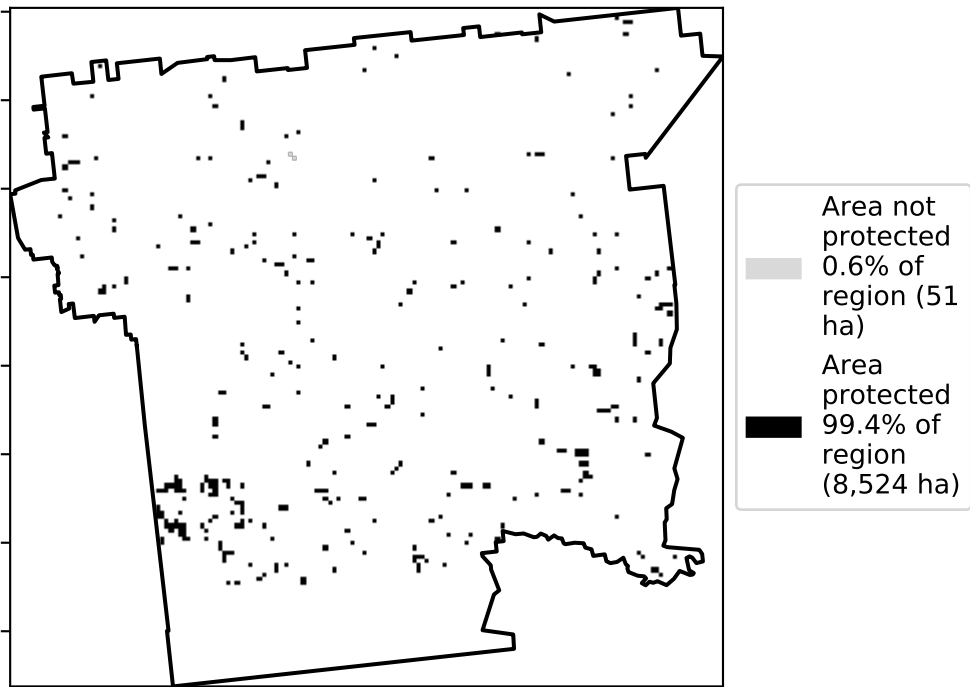 Area not
protected
0.6% of
region (51
ha)
Area
protected
99.4% of
region
(8,524 ha)